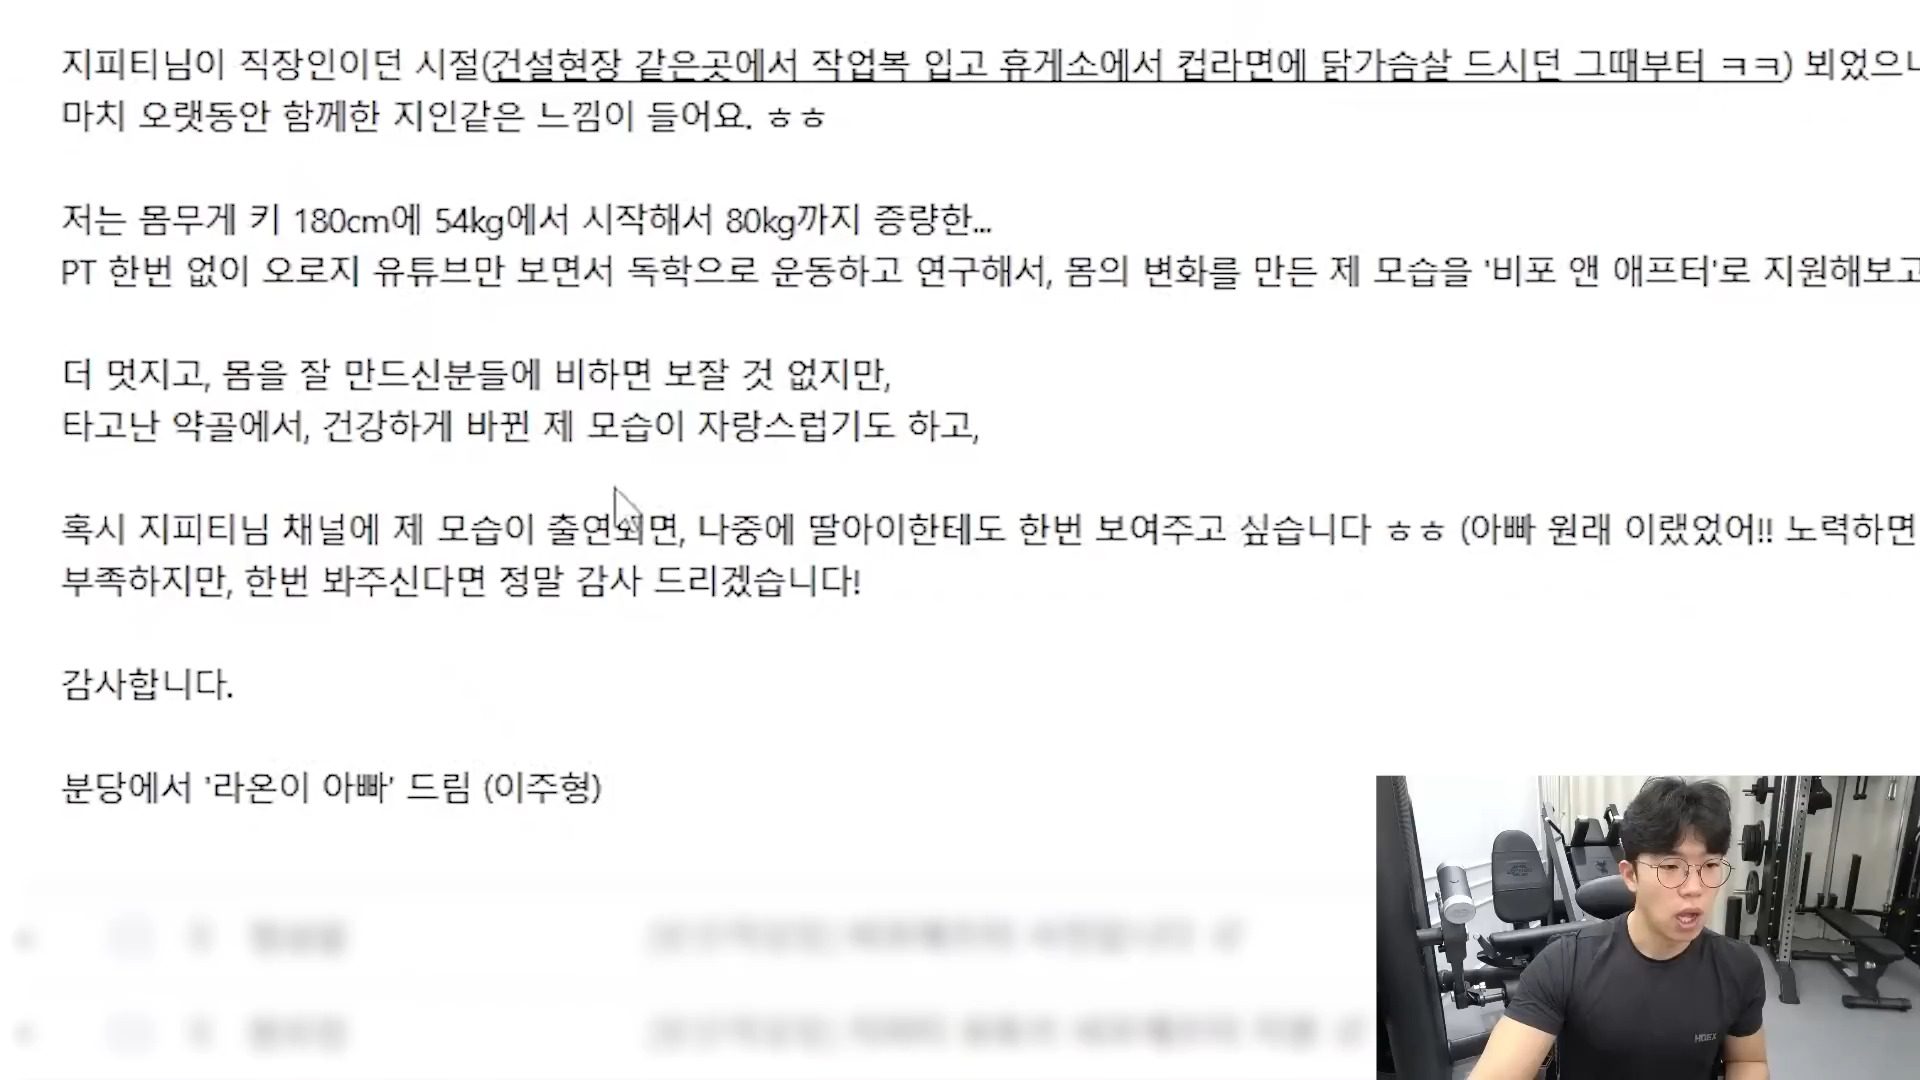 지피티님이 직장인이던 시절(건설현장 같은곳에서 작업복 입고 휴게소에서 컵라면에 닭가슴살 드시던 그때부터 ㅋㅋ) 뵈었으니
마치 오랫동안 함께한 지인같은 느낌이 들어요. ㅎㅎ
저는 몸무게 키 180cm에 54kg에서 시작해서 80kg까지 증량한...
PT 한번 없이 오로지 유튜브만 보면서 독학으로 운동하고 연구해서, 몸의 변화를 만든 제 모습을 '비포 앤 애프터'로 지원해보고
더 멋지고, 몸을 잘 만드신분들에 비하면 보잘 것 없지만,
타고난 약골에서, 건강하게 바뀐 제 모습이 자랑스럽기도 하고,
혹시 지피티님 채널에 제 모습이 출연되면, 나중에 딸아이한테도 한번 보여주고 싶습니다 ㅎㅎ (아빠 원래 이랬었어!! 노력하면
부족하지만, 한번 봐주신다면 정말 감사 드리겠습니다!
감사합니다.
분당에서 '라온이 아빠' 드림 (이주형)
HDEX